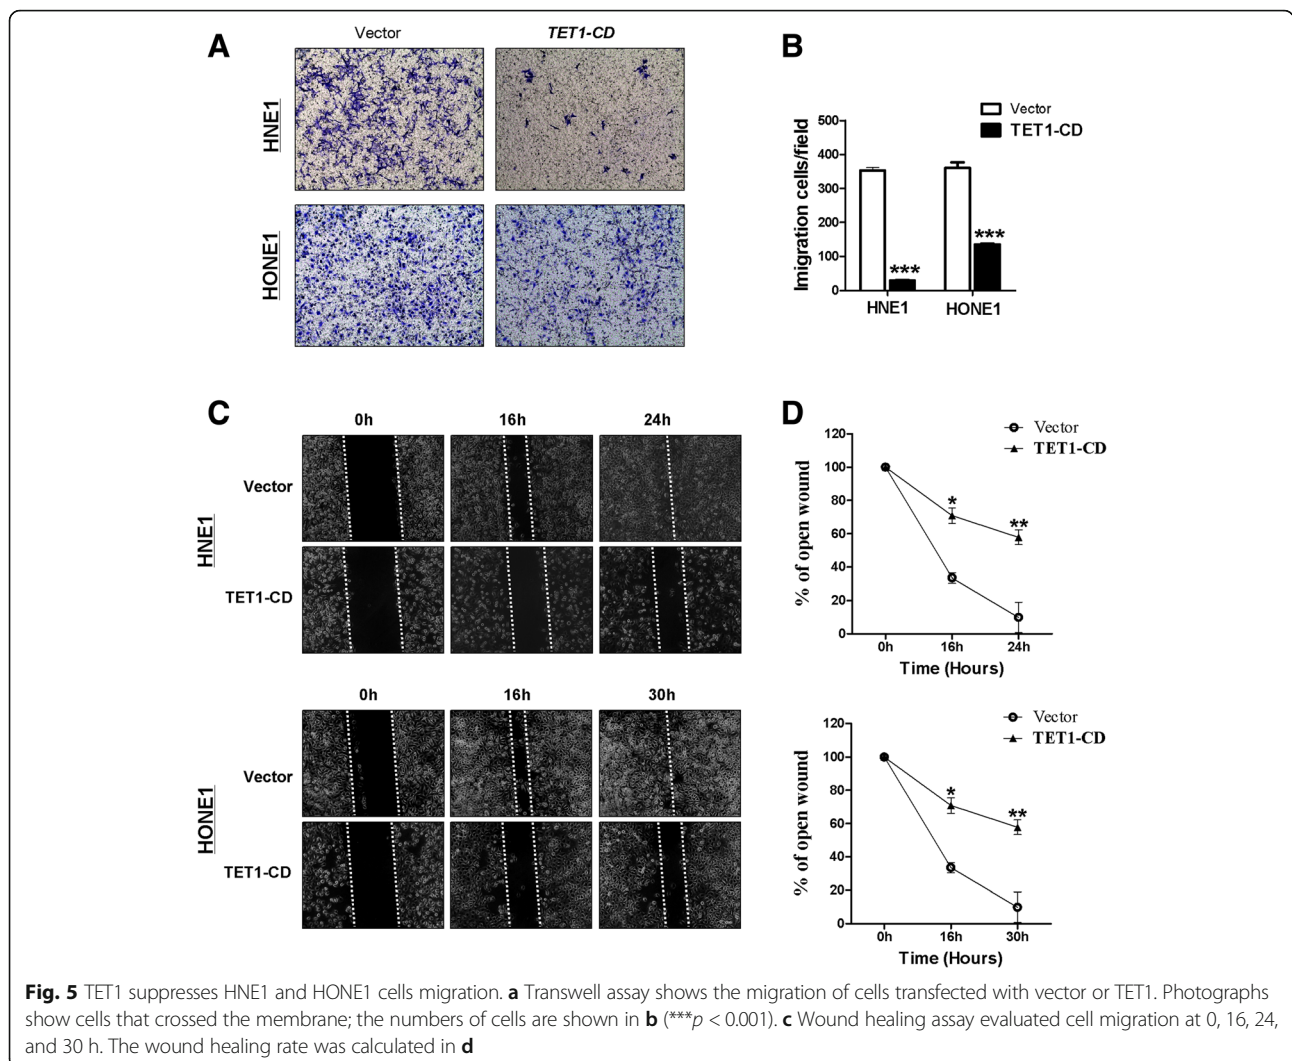 A
Vector
TET1-CD
HNE1
HONE1
B
Vector
TET1-CD
Imigration cells/field
500
400
300
200
100
0
***
***
HNE1
HONE1
C
0h
16h
24h
HNE1
Vector
TET1-CD
0h
16h
30h
HONE1
Vector
TET1-CD
D
Vector
TET1-CD
% of open wound
120
100
80
60
40
20
0
*
**
0h
16h
24h
Time (Hours)
Vector
TET1-CD
% of open wound
120
100
80
60
40
20
0
*
**
0h
16h
30h
Time (Hours)
Fig. 5 TET1 suppresses HNE1 and HONE1 cells migration. a Transwell assay shows the migration of cells transfected with vector or TET1. Photographs
show cells that crossed the membrane; the numbers of cells are shown in b (***p < 0.001). c Wound healing assay evaluated cell migration at 0, 16, 24,
and 30 h. The wound healing rate was calculated in d